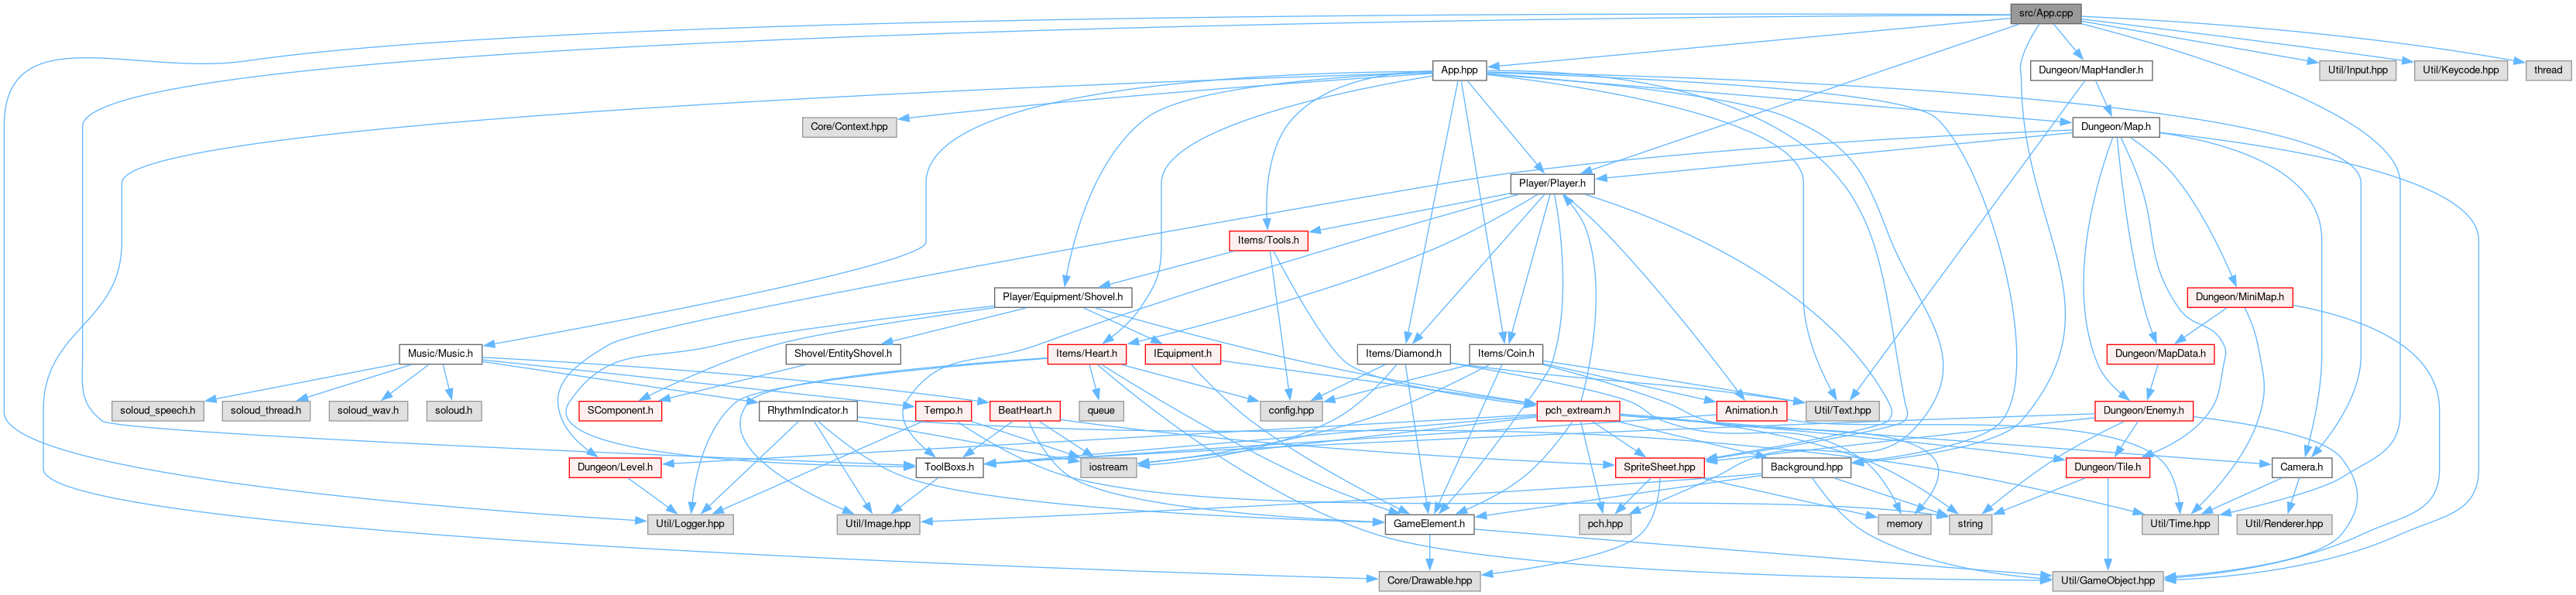 src/App.cpp
App.hpp
Dungeon/MapHandler.h
Util/Input.hpp
Util/Keycode.hpp
thread
Core/Context.hpp
Dungeon/Map.h
Player/Player.h
Items/Tools.h
Player/Equipment/Shovel.h
Dungeon/MiniMap.h
Music/Music.h
Shovel/EntityShovel.h
Items/Heart.h
IEquipment.h
Items/Diamond.h
Items/Coin.h
Dungeon/MapData.h
soloud_speech.h
soloud_thread.h
soloud_wav.h
soloud.h
SComponent.h
RhythmIndicator.h
Tempo.h
BeatHeart.h
queue
config.hpp
pch_extream.h
Animation.h
Util/Text.hpp
Dungeon/Enemy.h
Dungeon/Level.h
ToolBoxs.h
iostream
SpriteSheet.hpp
Background.hpp
Dungeon/Tile.h
Camera.h
Util/Logger.hpp
Util/Image.hpp
GameElement.h
pch.hpp
memory
string
Util/Time.hpp
Util/Renderer.hpp
Core/Drawable.hpp
Util/GameObject.hpp